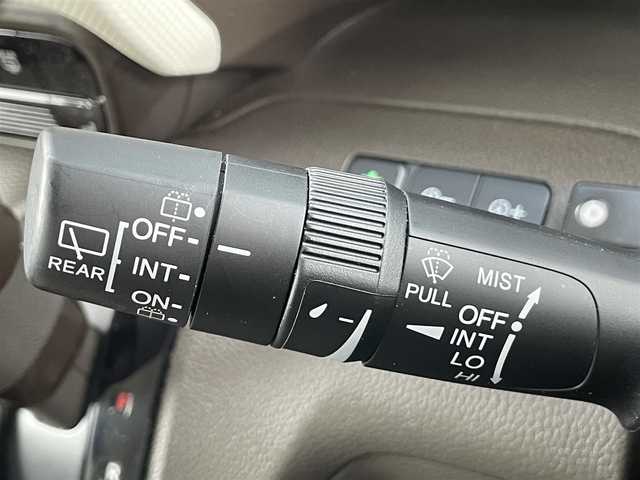 REAR
OFF
INT
ON
PULL
MIST
OFF
INT
LO
HI